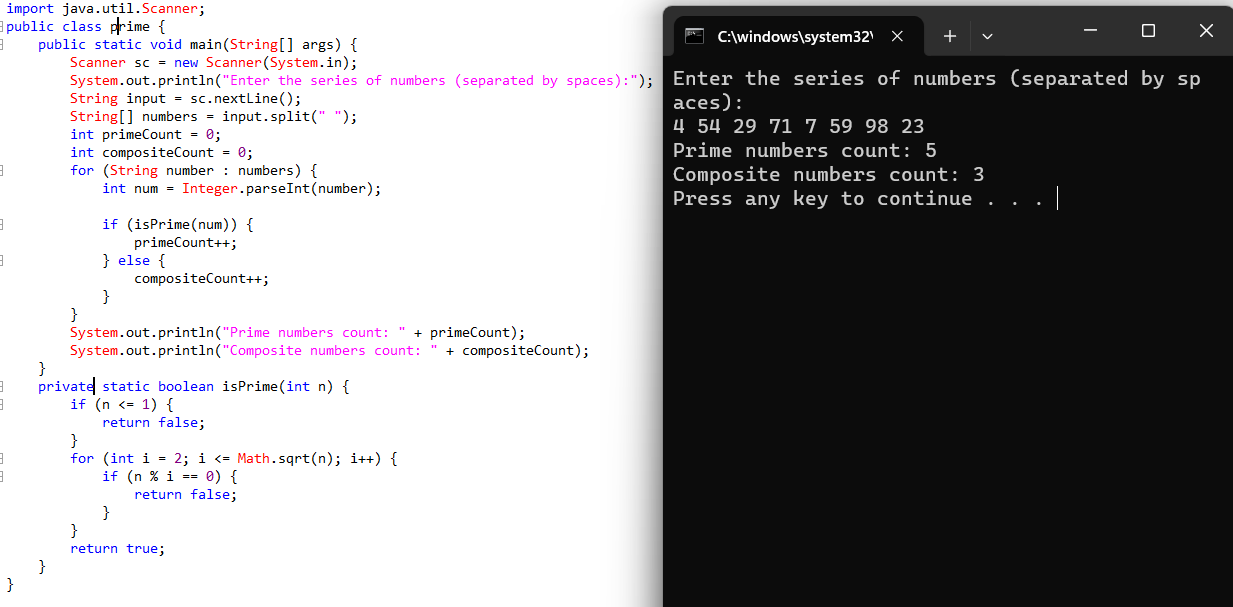 import java.util.Scanner;
public class prime {
    public static void main(String[] args) {
        Scanner sc = new Scanner(System.in);
        System.out.println("Enter the series of numbers (separated by spaces):");
        String input = sc.nextLine();
        String[] numbers = input.split(" ");
        int primeCount = 0;
        int compositeCount = 0;
        for (String number : numbers) {
            int num = Integer.parseInt(number);

            if (isPrime(num)) {
                primeCount++;
            } else {
                compositeCount++;
            }
        }
        System.out.println("Prime numbers count: " + primeCount);
        System.out.println("Composite numbers count: " + compositeCount);
    }
    private static boolean isPrime(int n) {
        if (n <= 1) {
            return false;
        }
        for (int i = 2; i <= Math.sqrt(n); i++) {
            if (n % i == 0) {
                return false;
            }
        }
        return true;
    }
}
C:\windows\system32\
Enter the series of numbers (separated by sp
aces):
4 54 29 71 7 59 98 23
Prime numbers count: 5
Composite numbers count: 3
Press any key to continue . . .